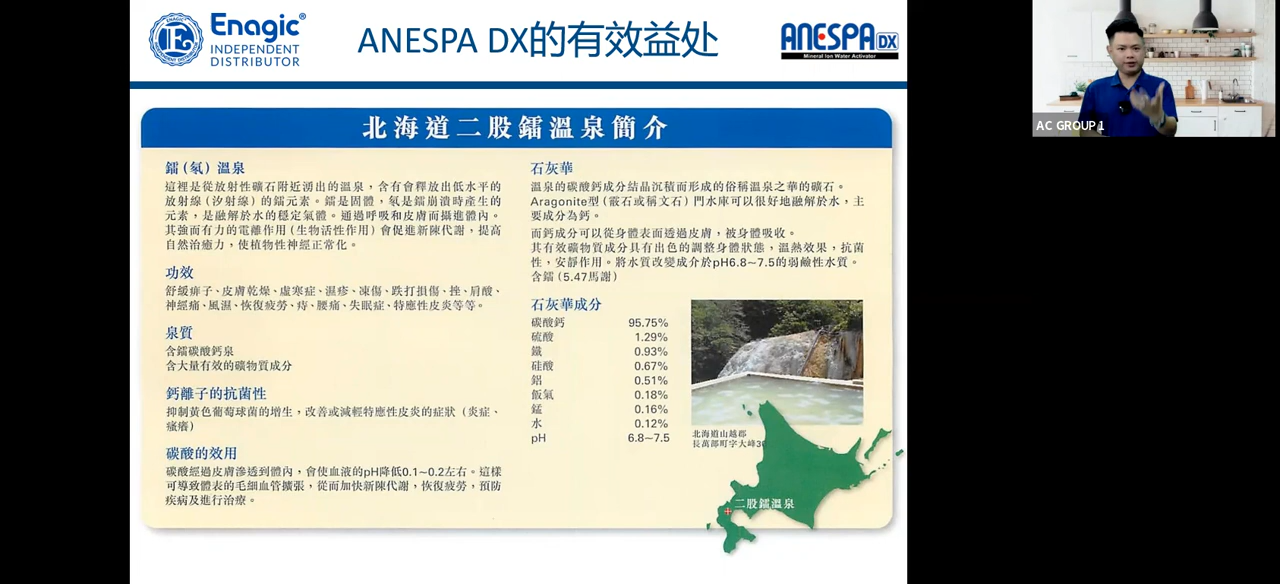 Enagic®
INDEPENDENT
DISTRIBUTOR
ANESPA DX的有效益处
ANESPA DX
Mineral Ion Water Activator
AC GROUP 1
北海道二股鐳溫泉簡介
鐳(氡)溫泉
這裡是從放射性礦石附近湧出的溫泉，含有會釋出低水平的
放射線(汐射線)的鐳元素。鐳是固體，氡是鐳崩潰時產生的
元素，是融解於水的穩定氣體。通過呼吸和皮膚而攝進體內。
其強而有力的電離作用(生物活性作用)會促進新陳代謝，提高
自然治癒力，使植物性神經正常化。
功效
舒緩痱子、皮膚乾燥、虛寒症、濕疹、凍傷、跌打損傷、挫、肩酸、
神經痛、風濕、恢復疲勞、痔、腰痛、失眠症、特應性皮炎等等。
泉質
含鐳碳酸鈣泉
含大量有效的礦物質成分
鈣離子的抗菌性
抑制黃色葡萄球菌的增生，改善或減輕特應性皮炎的症狀（炎症、
瘙癢）
碳酸的效用
碳酸經過皮膚滲透到體內，會使血液的pH降低0.1~0.2左右。這樣
可導致體表的毛細血管擴張，從而加快新陳代謝，恢復疲勞，預防
疾病及進行治療。
石灰華
溫泉的碳酸鈣成分結晶沉積而形成的俗稱溫泉之華的礦石。
Aragonite型（霰石或稱文石）門水庫可以很好地融解於水，主
要成分為鈣。
而鈣成分可以從身體表面透過皮膚，被身體吸收。
其有效礦物質成分具有出色的調整身體狀態，溫熱效果，抗菌
性，安靜作用。將水質改變成介於pH6.8~7.5的弱鹼性水質。
含鐳（5.47馬謝）
石灰華成分
碳酸鈣 95.75%
硫酸 1.29%
鐵 0.93%
硅酸 0.67%
鋁 0.51%
飯氣 0.18%
錳 0.16%
水 0.12%
pH 6.8~7.5
北海道山越郡
長萬部町字大峰
二股鐳溫泉